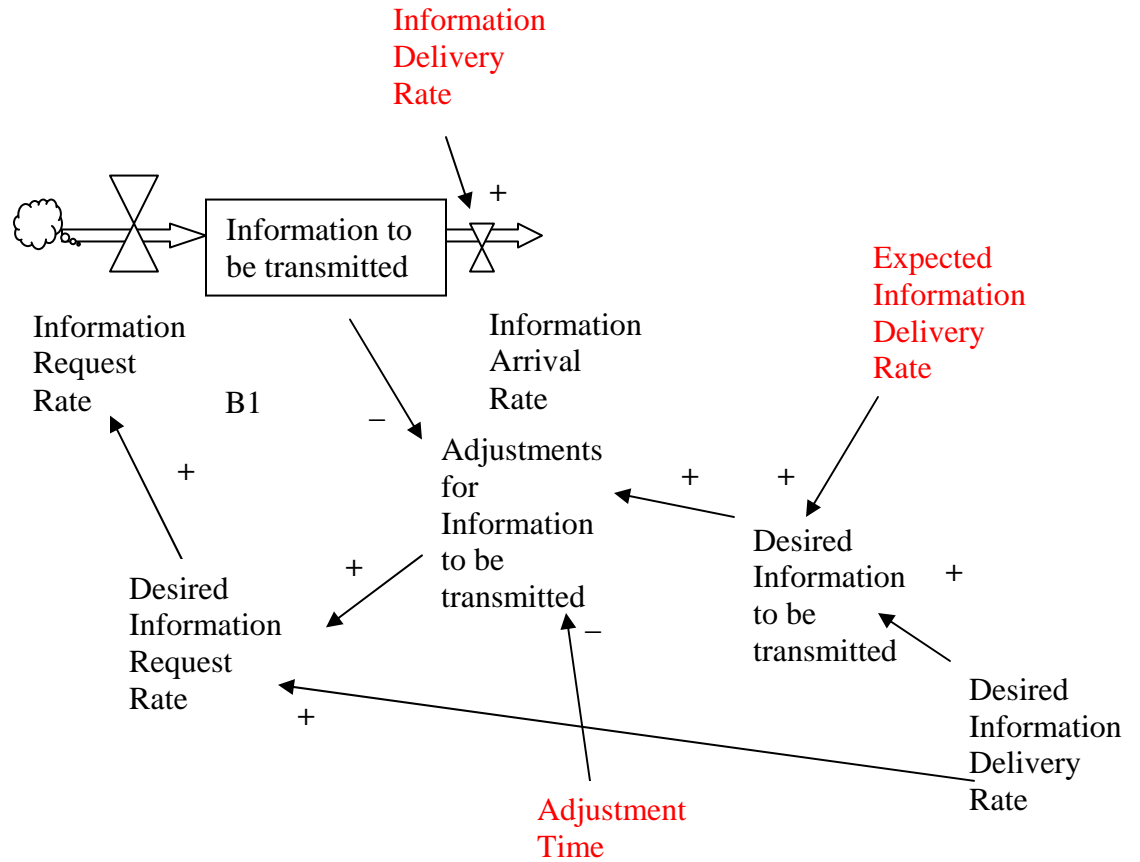 Information
Delivery
Rate
+
Information to
be transmitted
Expected
Information
Delivery
Rate
Information
Request
Rate
Information
Arrival
Rate
B1
–
Adjustments
for
Information
to be
transmitted
+
+
+
+
Desired
Information
to be
transmitted
+
Desired
Information
Request
Rate
–
+
Desired
Information
Delivery
Rate
Adjustment
Time